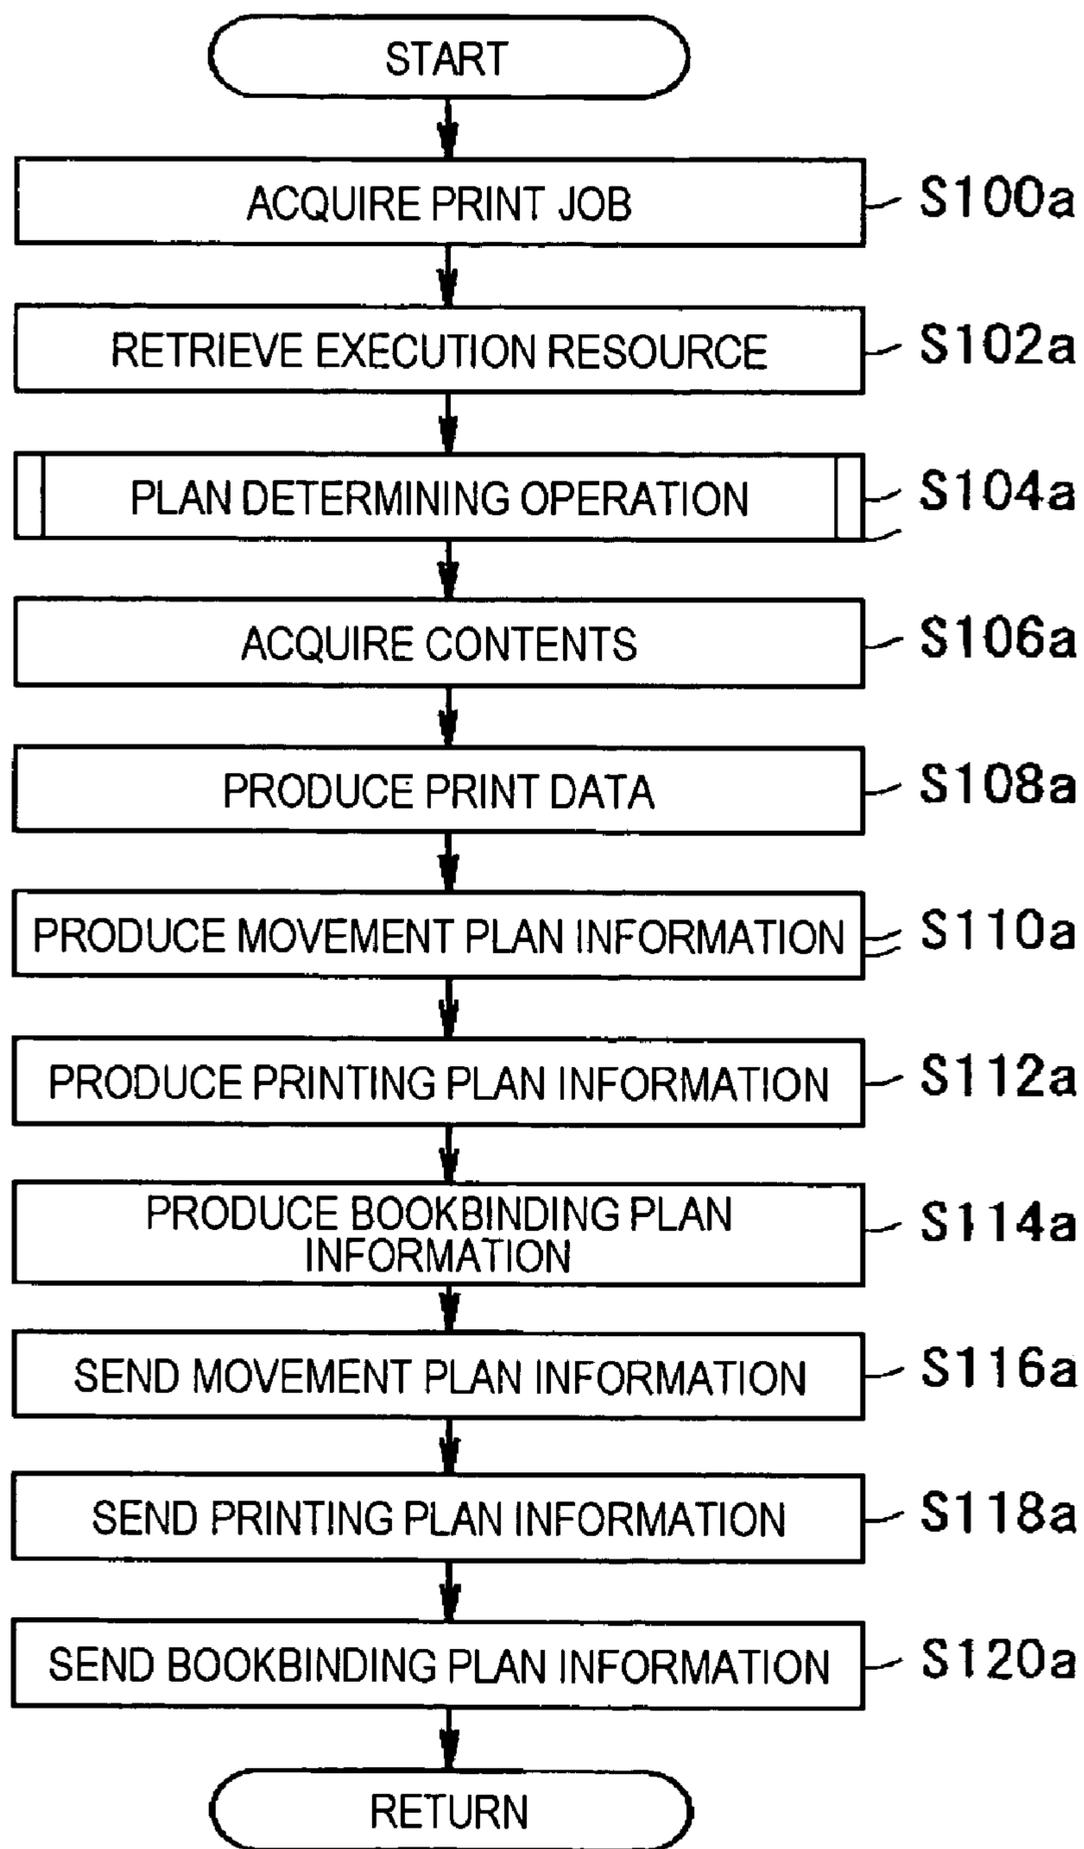 START
ACQUIRE PRINT JOB S100a
RETRIEVE EXECUTION RESOURCE S102a
PLAN DETERMINING OPERATION S104a
ACQUIRE CONTENTS S106a
PRODUCE PRINT DATA S108a
PRODUCE MOVEMENT PLAN INFORMATION S110a
PRODUCE PRINTING PLAN INFORMATION S112a
PRODUCE BOOKBINDING PLAN
INFORMATION S114a
SEND MOVEMENT PLAN INFORMATION S116a
SEND PRINTING PLAN INFORMATION S118a
SEND BOOKBINDING PLAN INFORMATION S120a
RETURN